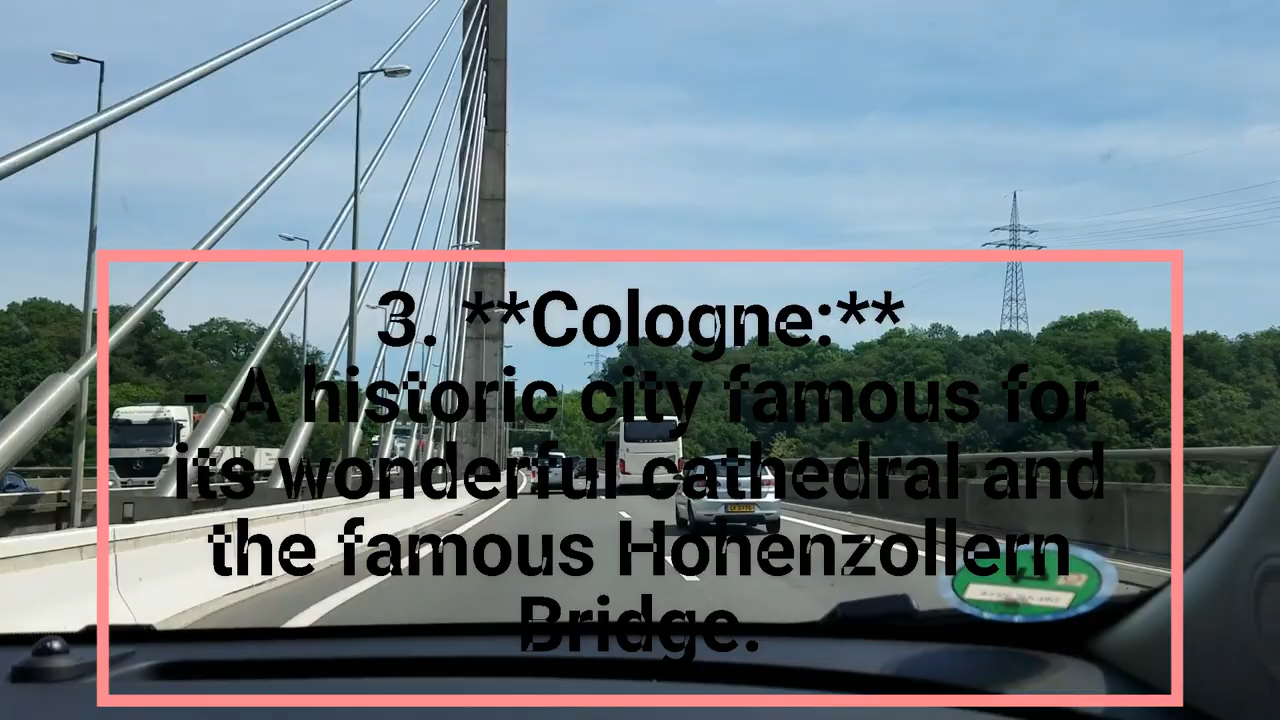 3. **Cologne:**
- A historic city famous for
its wonderful cathedral and
the famous Hohenzollern
Bridge.